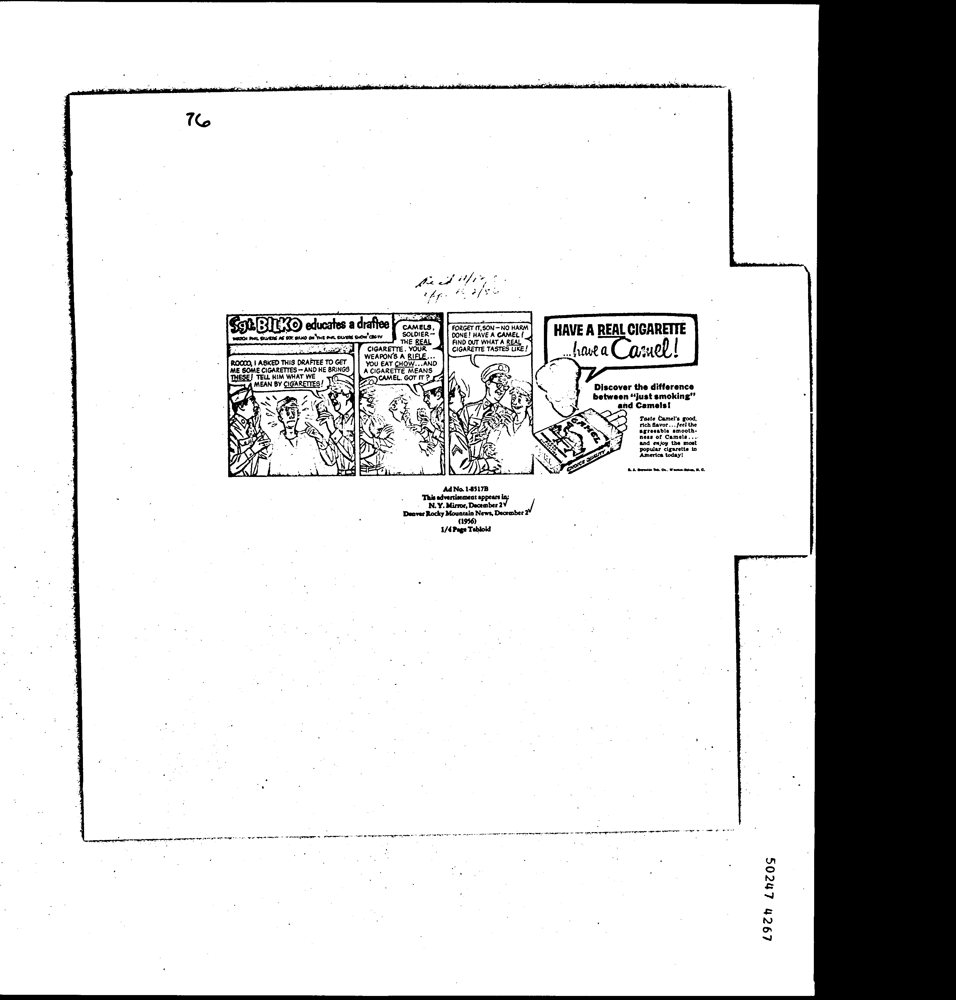 76
Sgt. BILKO educates a draftee
WATCH PHIL SILVERS AS SGT. BILKO ON "THE PHIL SILVERS SHOW" CBS-TV
ROCCO, I ASKED THIS DRAFTEE TO GET
ME SOME CIGARETTES—AND HE BRINGS
THESE! TELL HIM WHAT WE
MEAN BY CIGARETTES!
CAMELS,
SOLDIER—
THE REAL
CIGARETTE. YOUR
WEAPON'S A RIFLE...
YOU EAT CHOW...AND
A CIGARETTE MEANS
CAMEL. GOT IT?
FORGET IT, SON—NO HARM
DONE! HAVE A CAMEL!
FIND OUT WHAT A REAL
CIGARETTE TASTES LIKE!
HAVE A REAL CIGARETTE
...have a Camel!
CAMEL
CHOICE QUALITY
Discover the difference
between "just smoking"
and Camels!
Taste Camel's good,
rich flavor...feel the
agreeable smooth-
ness of Camels...
and enjoy the most
popular cigarette in
America today!
R. J. Reynolds Tob. Co., Winston-Salem, N. C.
Ad No. 1-8517B
This advertisement appears in:
N. Y. Mirror, December 2
Denver Rocky Mountain News, December 2
(1956)
1/4 Page Tabloid
50247 4267